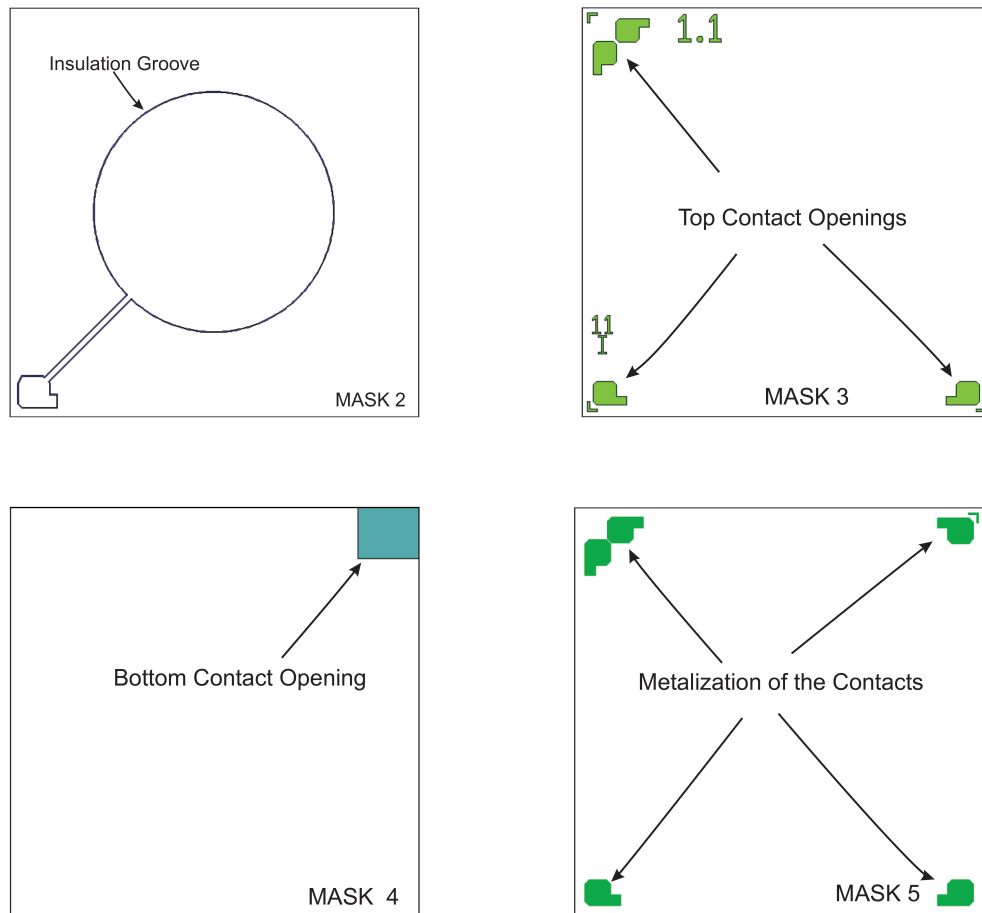 Insulation Groove
MASK 2
1.1
Top Contact Openings
11
I
MASK 3
Bottom Contact Opening
MASK 4
Metalization of the Contacts
MASK 5